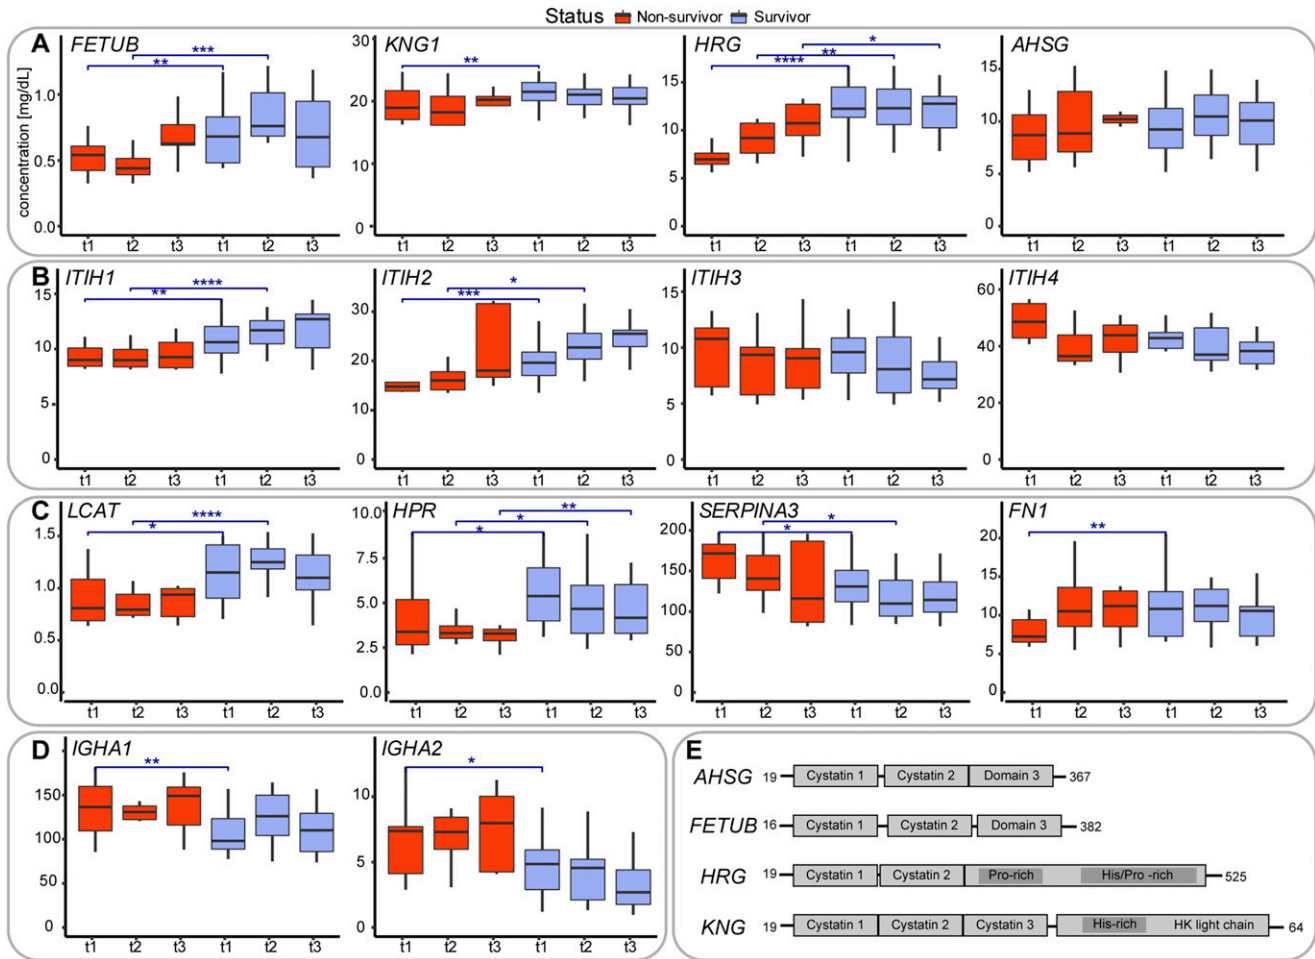 Status Non-survivor Survivor
A FETUB KNG1 HRG AHSG
concentration [mg/dL]
*** ** ** * ** **** 
1.0 0.5 0.0
30 20 10 0
15 10 5 0
15 10 5 0
t1 t2 t3 t1 t2 t3 t1 t2 t3 t1 t2 t3 t1 t2 t3 t1 t2 t3 t1 t2 t3 t1 t2 t3
B ITIH1 ITIH2 ITIH3 ITIH4
**** ** * ***
15 10 5 0
30 20 10 0
15 10 5 0
60 40 20 0
t1 t2 t3 t1 t2 t3 t1 t2 t3 t1 t2 t3 t1 t2 t3 t1 t2 t3 t1 t2 t3 t1 t2 t3
C LCAT HPR SERPINA3 FN1
**** * ** * * * * **
1.5 1.0 0.5 0.0
10.0 7.5 5.0 2.5 0.0
200 150 100 50 0
20 15 10 5 0
t1 t2 t3 t1 t2 t3 t1 t2 t3 t1 t2 t3 t1 t2 t3 t1 t2 t3 t1 t2 t3 t1 t2 t3
D IGHA1 IGHA2
** *
150 100 50 0
10 5 0
t1 t2 t3 t1 t2 t3 t1 t2 t3 t1 t2 t3
E
AHSG 19 Cystatin 1 Cystatin 2 Domain 3 367
FETUB 16 Cystatin 1 Cystatin 2 Domain 3 382
HRG 19 Cystatin 1 Cystatin 2 Pro-rich His/Pro -rich 525
KNG 19 Cystatin 1 Cystatin 2 Cystatin 3 His-rich HK light chain 64